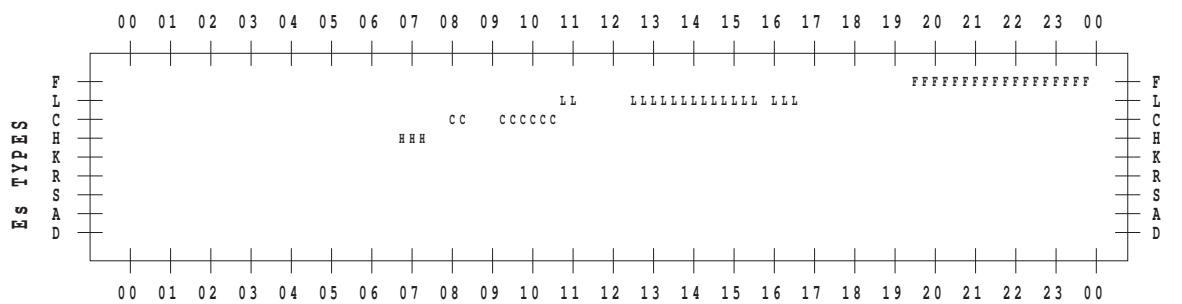 00 01 02 03 04 05 06 07 08 09 10 11 12 13 14 15 16 17 18 19 20 21 22 23 00
F FFFFFFFFFFFFFFFFFF F
L LL LLLLLLLLLLLLL LLL L
C CC CCCCCC C
H HHH H
K K
R R
S S
A A
D D
Es TYPES
00 01 02 03 04 05 06 07 08 09 10 11 12 13 14 15 16 17 18 19 20 21 22 23 00